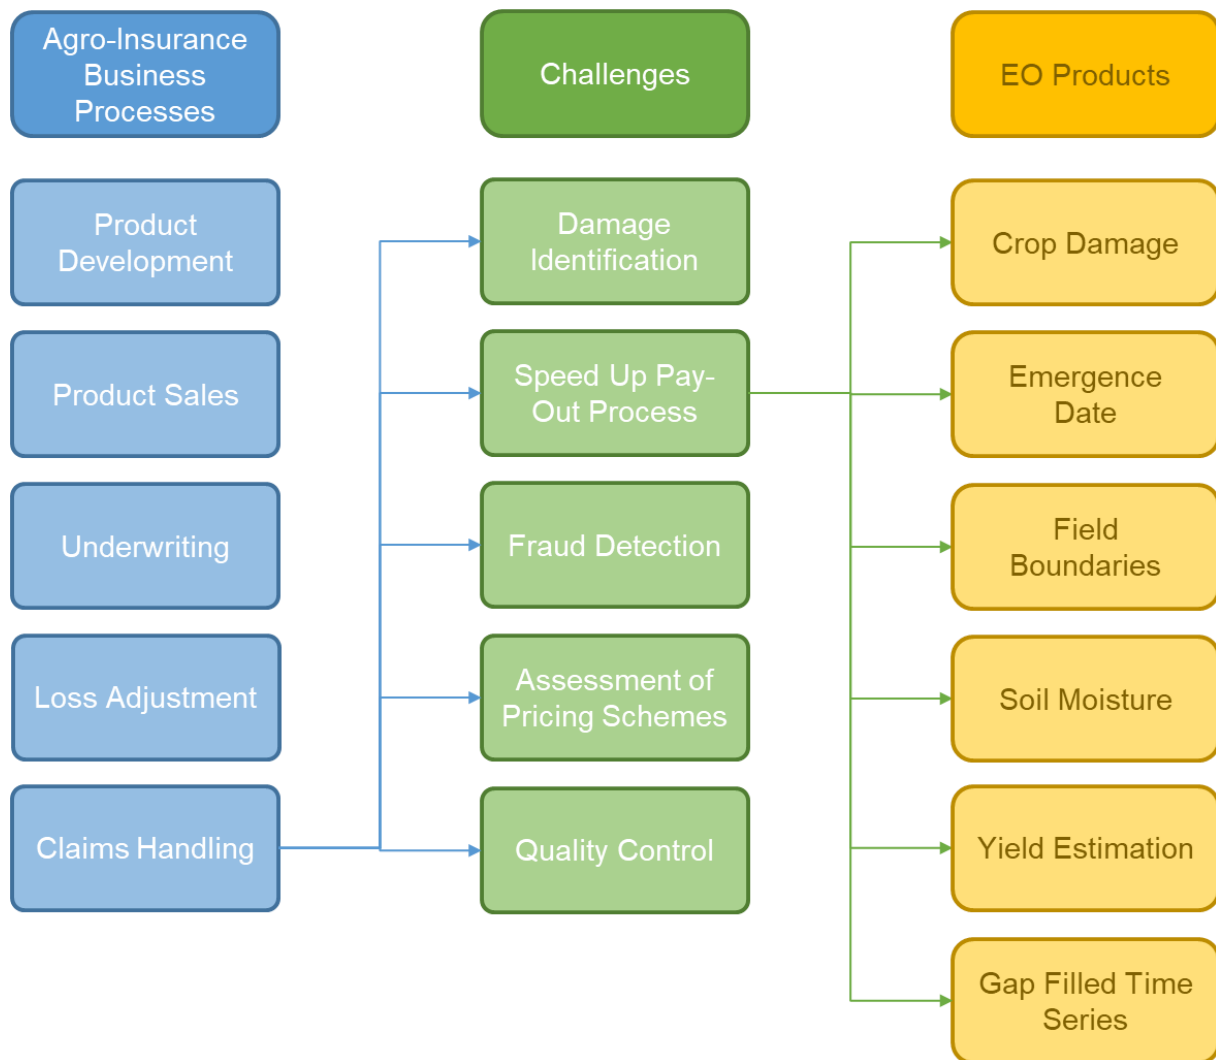 Agro-Insurance
Business
Processes
Challenges
EO Products
Product
Development
Product Sales
Underwriting
Loss Adjustment
Claims Handling
Damage
Identification
Speed Up Pay-
Out Process
Fraud Detection
Assessment of
Pricing Schemes
Quality Control
Crop Damage
Emergence
Date
Field
Boundaries
Soil Moisture
Yield Estimation
Gap Filled Time
Series